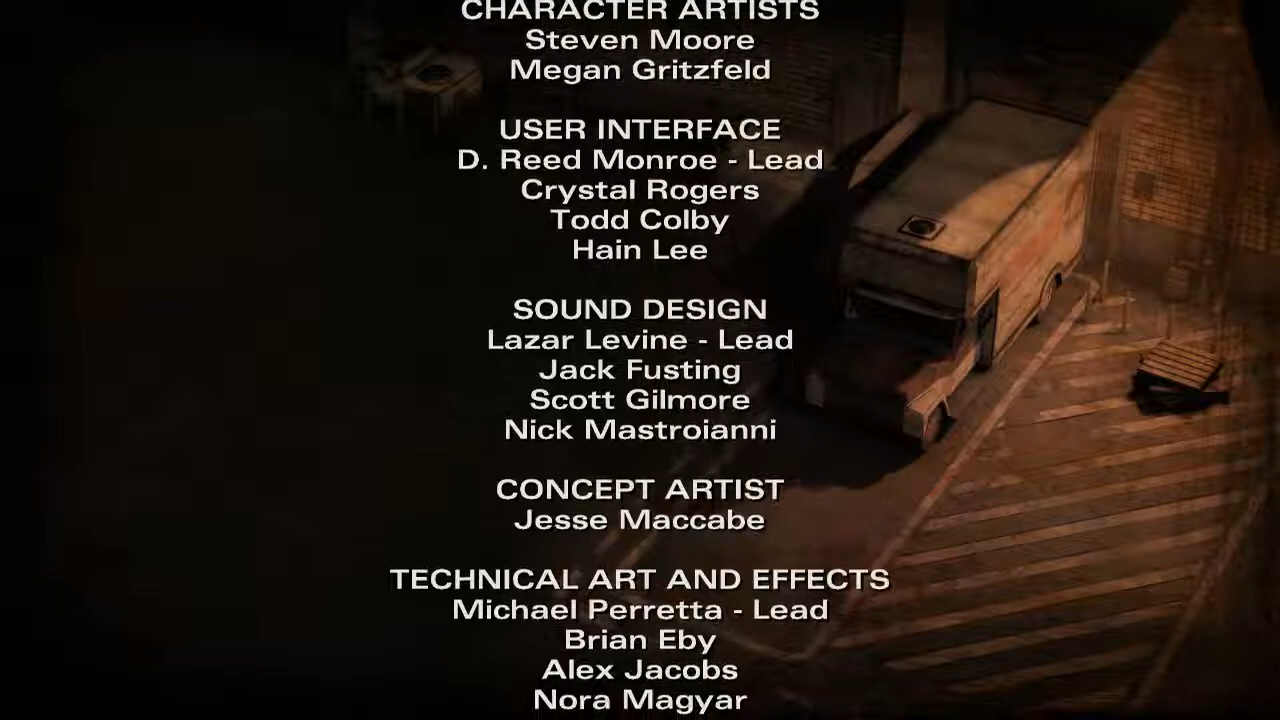 CHARACTER ARTISTS
Steven Moore
Megan Gritzfeld
USER INTERFACE
D. Reed Monroe - Lead
Crystal Rogers
Todd Colby
Hain Lee
SOUND DESIGN
Lazar Levine - Lead
Jack Fusting
Scott Gilmore
Nick Mastroianni
CONCEPT ARTIST
Jesse Maccabe
TECHNICAL ART AND EFFECTS
Michael Perretta - Lead
Brian Eby
Alex Jacobs
Nora Magyar